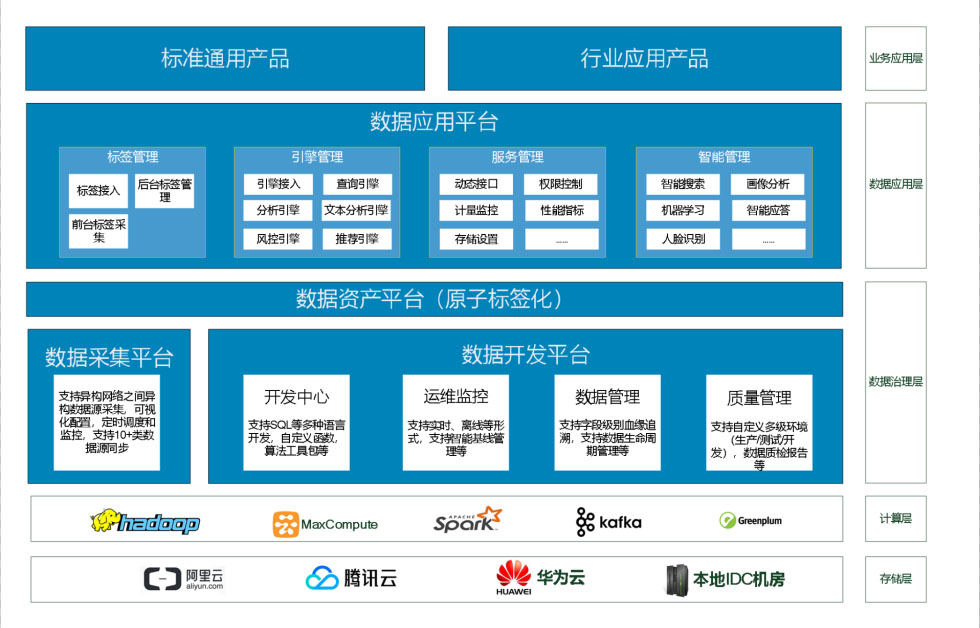 标准通用产品
行业应用产品
业务应用层
数据应用平台
数据应用层
标签管理
标签接入
后台标签管
理
前台标签采
集
引擎管理
引擎接入
查询引擎
分析引擎
文本分析引擎
风控引擎
推荐引擎
服务管理
动态接口
权限控制
计量监控
性能指标
存储设置
......
智能管理
智能搜索
画像分析
机器学习
智能应答
人脸识别
......
数据资产平台（原子标签化）
数据治理层
数据采集平台
支持异构网络之间异
构数据源采集，可视
化配置，定时调度和
监控，支持10+类数
据源同步
数据开发平台
开发中心
支持SQL等多种语言
开发，自定义函数，
算法工具包等
运维监控
支持实时、离线等形
式，支持智能基线管
理等
数据管理
支持字段级别血缘追
溯，支持数据生命周
期管理等
质量管理
支持自定义多级环境
（生产/测试/开
发），数据质检报告
等
hadoop
MaxCompute
APACHE
Spark
kafka
Greenplum
计算层
阿里云
aliyun.com
腾讯云
HUAWEI
华为云
本地IDC机房
存储层